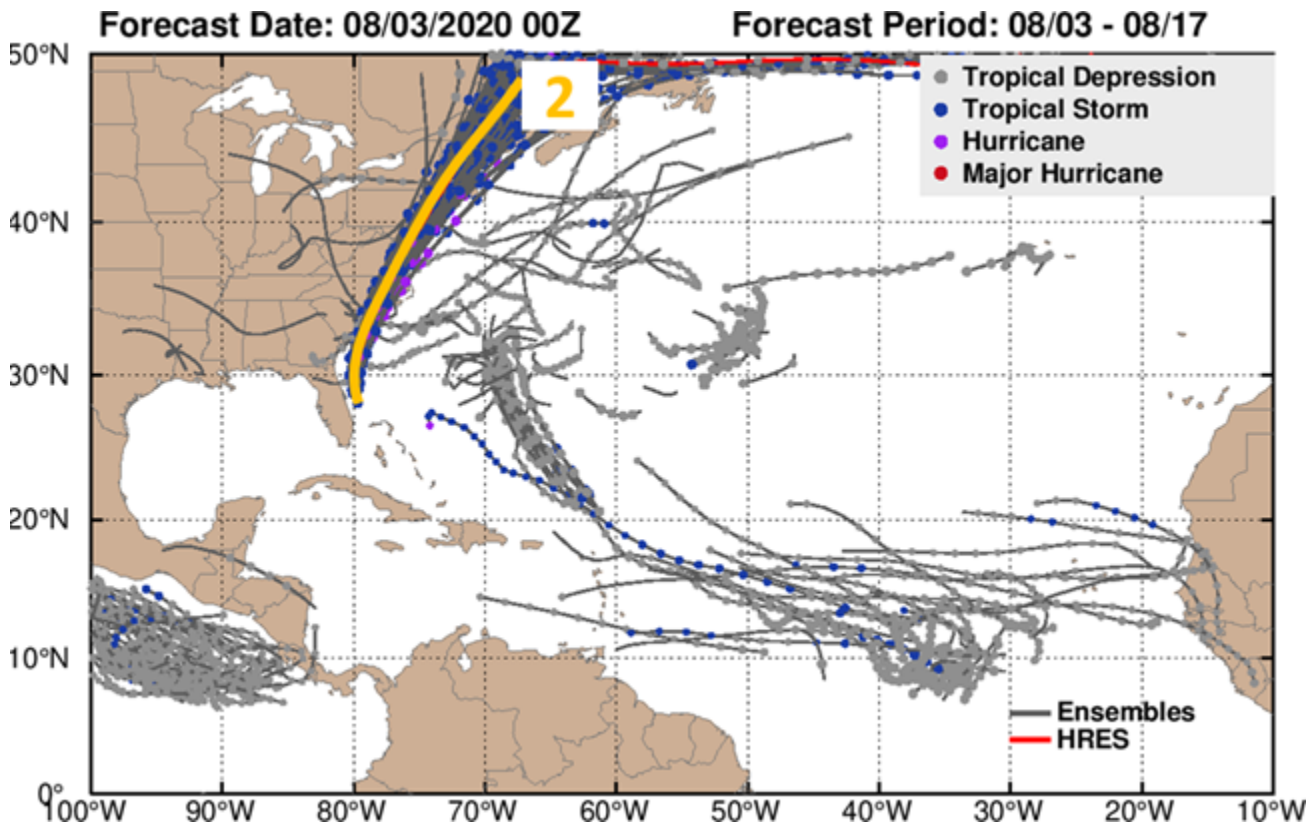 Forecast Date: 08/03/2020 00Z Forecast Period: 08/03 - 08/17
50°N
2
Tropical Depression
Tropical Storm
Hurricane
Major Hurricane
40°N
30°N
20°N
10°N
Ensembles
HRES
0°
100°W 90°W 80°W 70°W 60°W 50°W 40°W 30°W 20°W 10°W